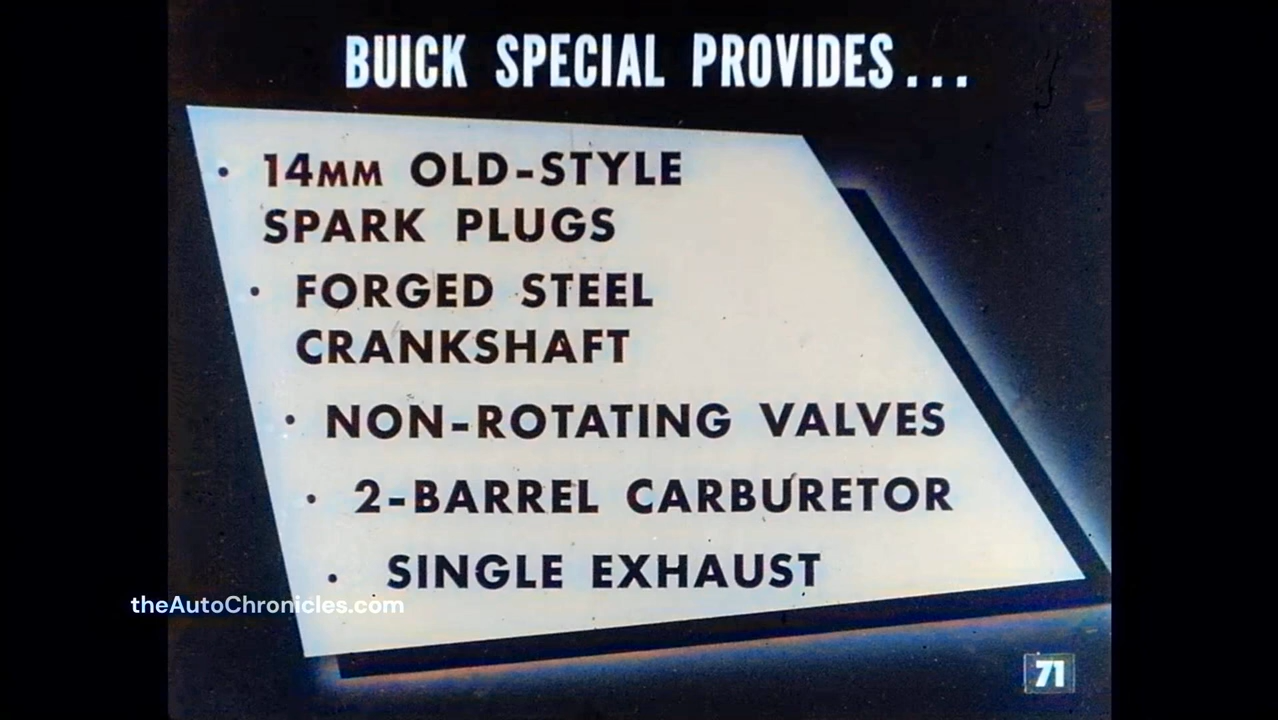 BUICK SPECIAL PROVIDES...
• 14MM OLD-STYLE
SPARK PLUGS
• FORGED STEEL
CRANKSHAFT
• NON-ROTATING VALVES
• 2-BARREL CARBURETOR
• SINGLE EXHAUST
theAutoChronicles.com
71